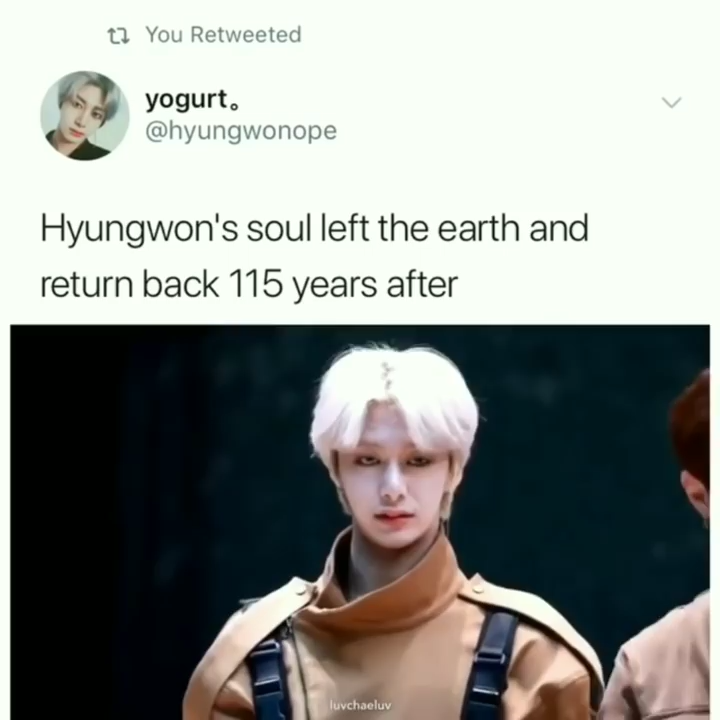 You Retweeted
yogurt。
@hyungwonope
Hyungwon's soul left the earth and
return back 115 years after
luvchaeluv